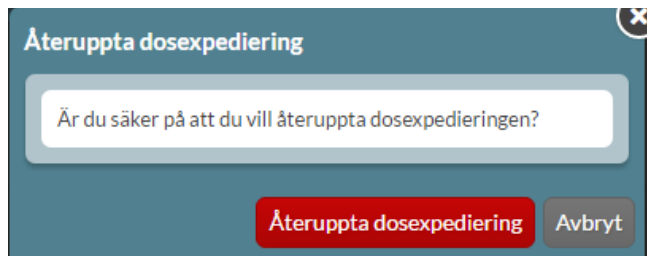 Återuppta dosexpediering
Är du säker på att du vill återuppta dosexpedieringen?
Återuppta dosexpediering Avbryt